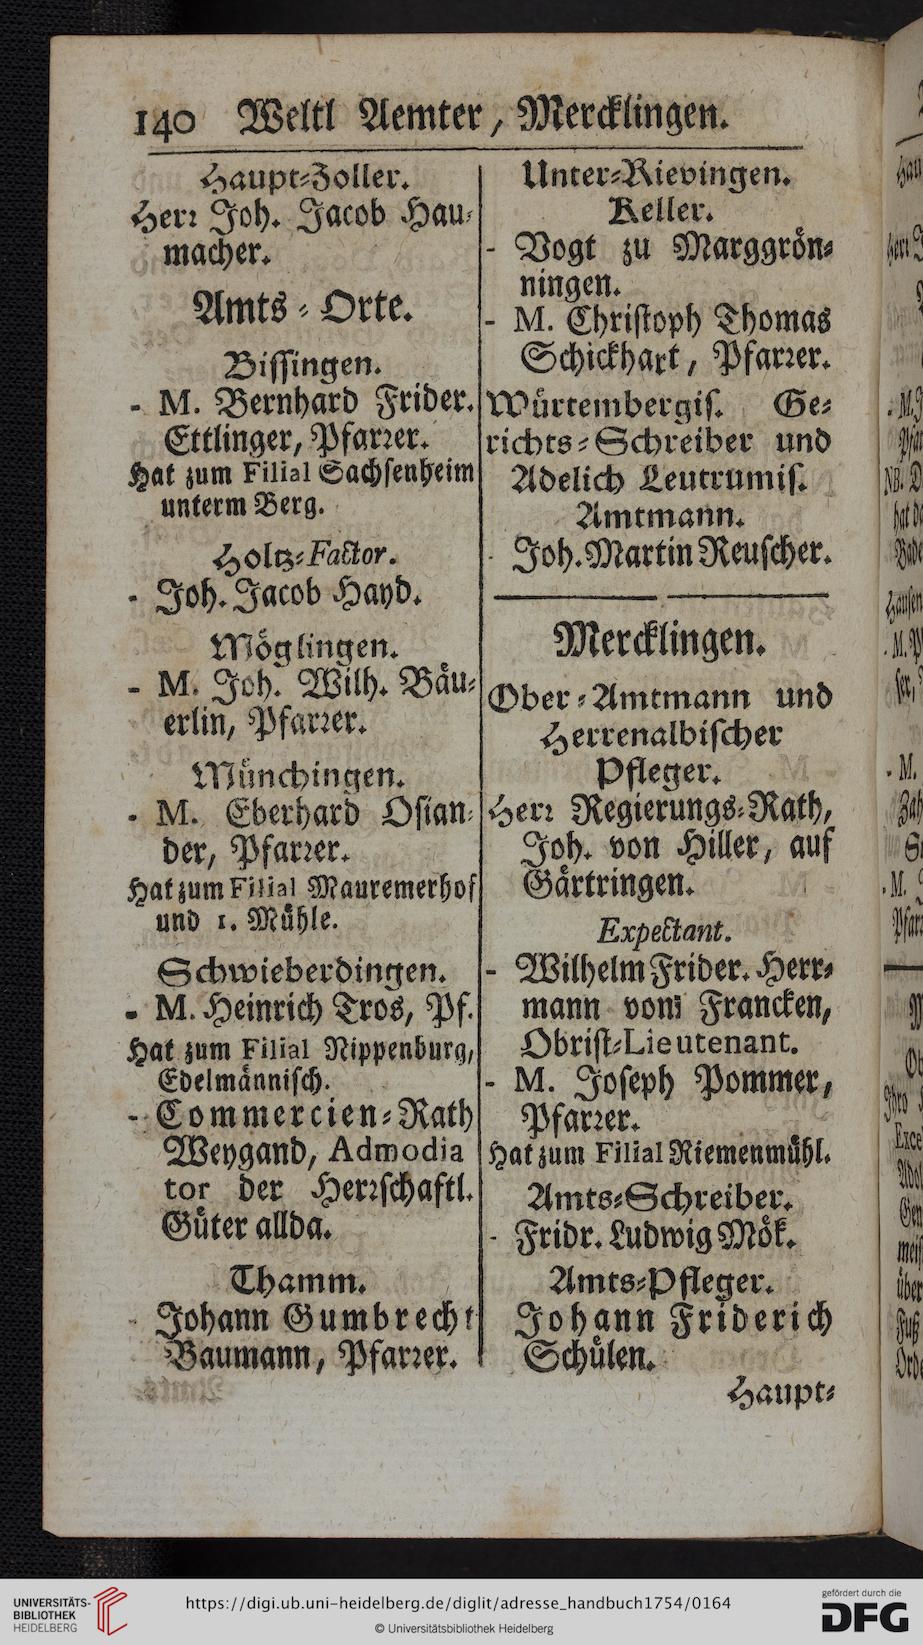 140 Weltl Aemter, Mercklingen.
Haupt-Zoller.
Herr Joh. Jacob Hau-
macher.
Amts-Orte.
Bissingen.
- M. Bernhard Frider.
Ettlinger, Pfarrer.
Hat zum Filial Sachsenheim
unterm Berg.
Holtz-Factor.
- Joh. Jacob Hayd.
Möglingen.
- M. Joh. Wilh. Bäu-
erlin, Pfarrer.
Münchingen.
- M. Eberhard Osian-
der, Pfarrer.
Hat zum Filial Mauremerhof
und 1. Mühle.
Schwieberdingen.
- M. Heinrich Tros, Pf.
Hat zum Filial Nippenburg,
Edelmännisch.
- Commercien-Rath
Weygand, Admodia
tor der Herrschaftl.
Güter allda.
Thamm.
- Johann Gumbrecht
Baumann, Pfarrer.
Unter-Rievingen.
Keller.
- Vogt zu Marggrön-
ningen.
- M. Christoph Thomas
Schickhart, Pfarrer.
Würtembergis. Ge-
richts-Schreiber und
Adelich Leutrumis.
Amtmann.
- Joh. Martin Reuscher.
Mercklingen.
Ober-Amtmann und
Herrenalbischer
Pfleger.
Herr Regierungs-Rath,
Joh. von Hiller, auf
Gärtringen.
Expectant.
- Wilhelm Frider. Herr-
mann vom Francken,
Obrist-Lieutenant.
- M. Joseph Pommer,
Pfarrer.
Hat zum Filial Riemenmühl.
Amts-Schreiber.
- Fridr. Ludwig Mök.
Amts-Pfleger.
Johann Friderich
Schülen.
Haupt-
UNIVERSITÄTS-
BIBLIOTHEK
HEIDELBERG
https://digi.ub.uni-heidelberg.de/diglit/adresse_handbuch1754/0164
© Universitätsbibliothek Heidelberg
gefördert durch die
DFG